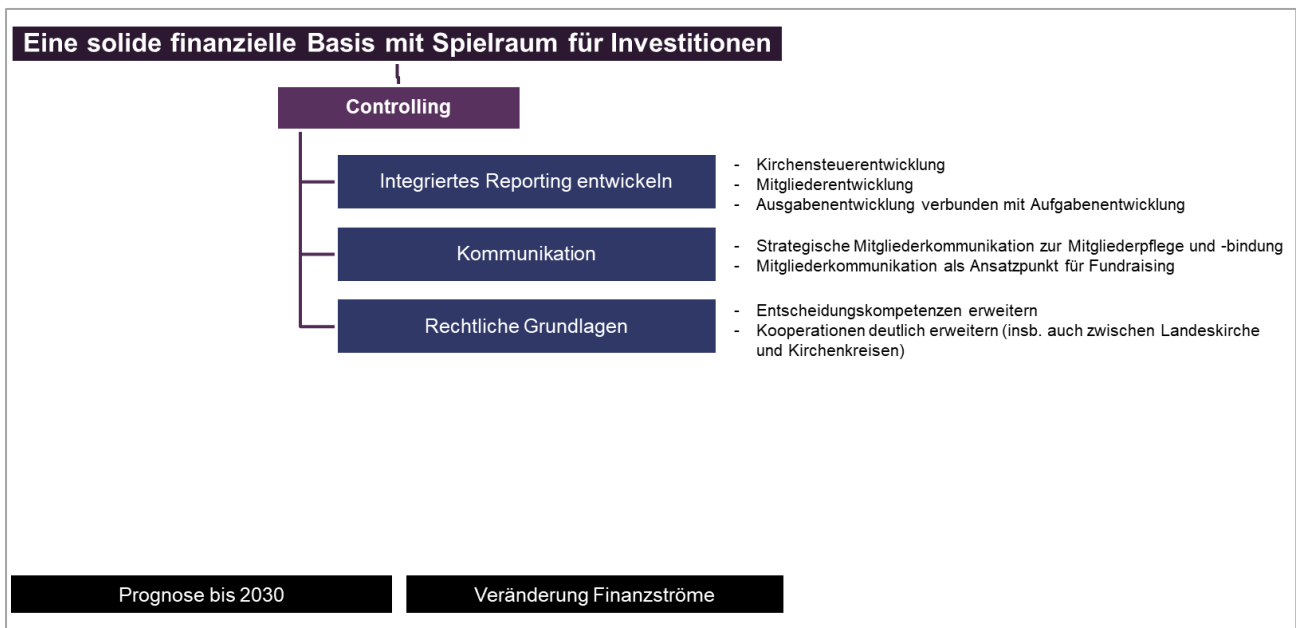 Eine solide finanzielle Basis mit Spielraum für Investitionen
Controlling
Integriertes Reporting entwickeln
- Kirchensteuerentwicklung
- Mitgliederentwicklung
- Ausgabenentwicklung verbunden mit Aufgabenentwicklung
Kommunikation
- Strategische Mitgliederkommunikation zur Mitgliederpflege und -bindung
- Mitgliederkommunikation als Ansatzpunkt für Fundraising
Rechtliche Grundlagen
- Entscheidungskompetenzen erweitern
- Kooperationen deutlich erweitern (insb. auch zwischen Landeskirche
und Kirchenkreisen)
Prognose bis 2030
Veränderung Finanzströme